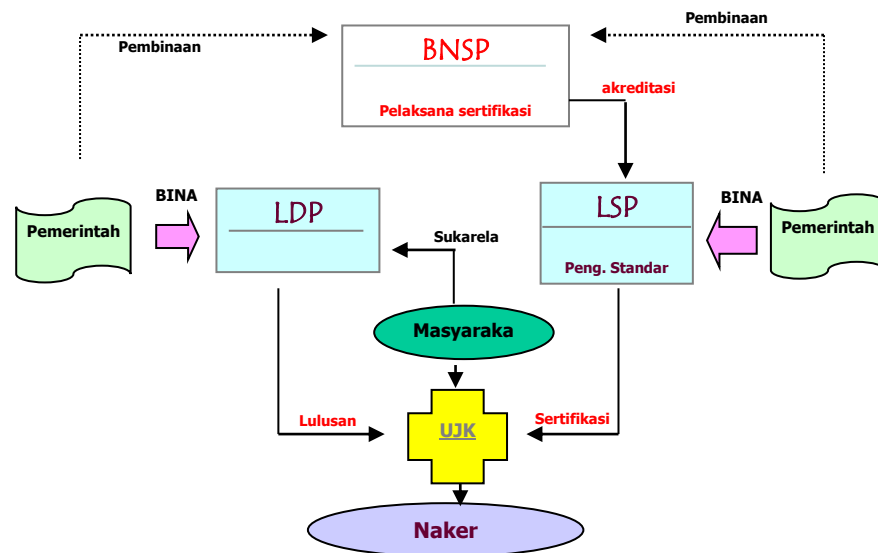 Pembinaan
BNSP
Pembinaan
Pelaksana sertifikasi
akreditasi
BINA
LDP
LSP
BINA
Pemerintah
Pemerintah
Sukarela
Peng. Standar
Masyaraka
Lulusan
UJK
Sertifikasi
Naker